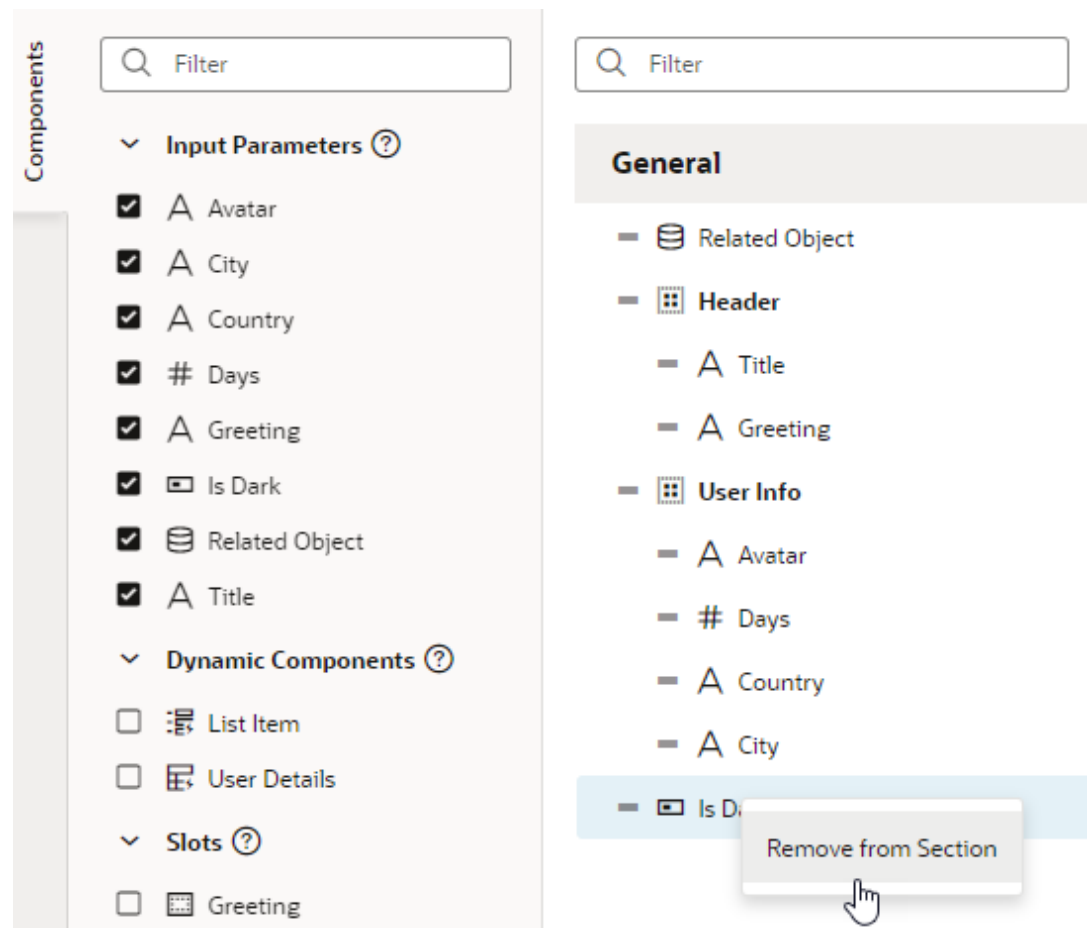 Components
Filter
Input Parameters ?
A Avatar
A City
A Country
# Days
A Greeting
Is Dark
Related Object
A Title
Dynamic Components ?
List Item
User Details
Slots ?
Greeting
Filter
General
Related Object
Header
A Title
A Greeting
User Info
A Avatar
# Days
A Country
A City
Is D
Remove from Section